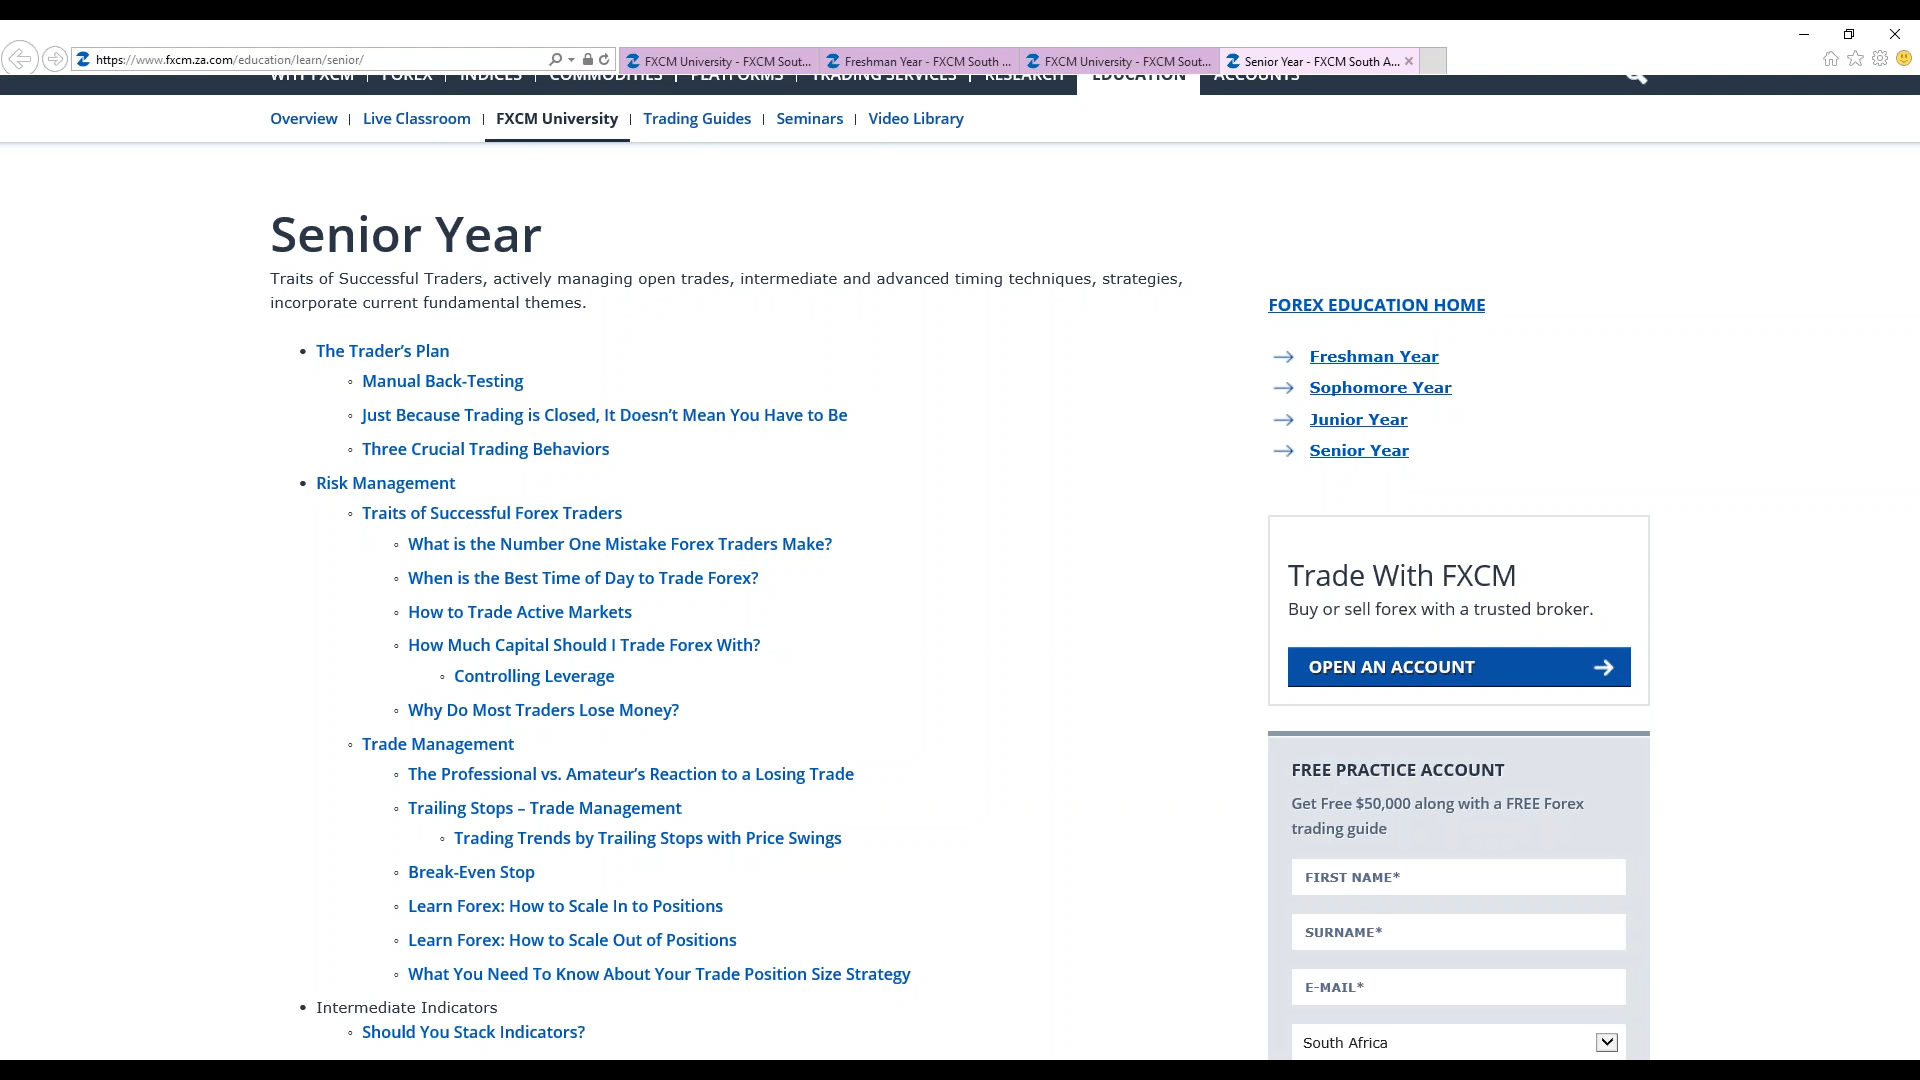 https://www.fxcm.za.com/education/learn/senior/
FXCM University - FXCM Sout...
Freshman Year - FXCM South ...
FXCM University - FXCM Sout...
Senior Year - FXCM South A...
WHY FXCM | FOREX | INDICES | COMMODITIES | PLATFORMS | TRADING SERVICES | RESEARCH EDUCATION ACCOUNTS
Overview | Live Classroom | FXCM University | Trading Guides | Seminars | Video Library
Senior Year
Traits of Successful Traders, actively managing open trades, intermediate and advanced timing techniques, strategies,
incorporate current fundamental themes.
The Trader's Plan
Manual Back-Testing
Just Because Trading is Closed, It Doesn't Mean You Have to Be
Three Crucial Trading Behaviors
Risk Management
Traits of Successful Forex Traders
What is the Number One Mistake Forex Traders Make?
When is the Best Time of Day to Trade Forex?
How to Trade Active Markets
How Much Capital Should I Trade Forex With?
Controlling Leverage
Why Do Most Traders Lose Money?
Trade Management
The Professional vs. Amateur's Reaction to a Losing Trade
Trailing Stops – Trade Management
Trading Trends by Trailing Stops with Price Swings
Break-Even Stop
Learn Forex: How to Scale In to Positions
Learn Forex: How to Scale Out of Positions
What You Need To Know About Your Trade Position Size Strategy
Intermediate Indicators
Should You Stack Indicators?
FOREX EDUCATION HOME
Freshman Year
Sophomore Year
Junior Year
Senior Year
Trade With FXCM
Buy or sell forex with a trusted broker.
OPEN AN ACCOUNT
FREE PRACTICE ACCOUNT
Get Free $50,000 along with a FREE Forex
trading guide
FIRST NAME*
SURNAME*
E-MAIL*
South Africa